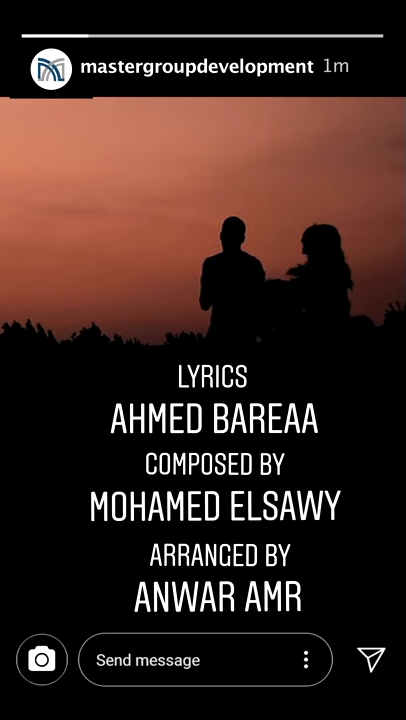 mastergroupdevelopment 1m
LYRICS
AHMED BAREAA
COMPOSED BY
MOHAMED ELSAWY
ARRANGED BY
ANWAR AMR
Send message